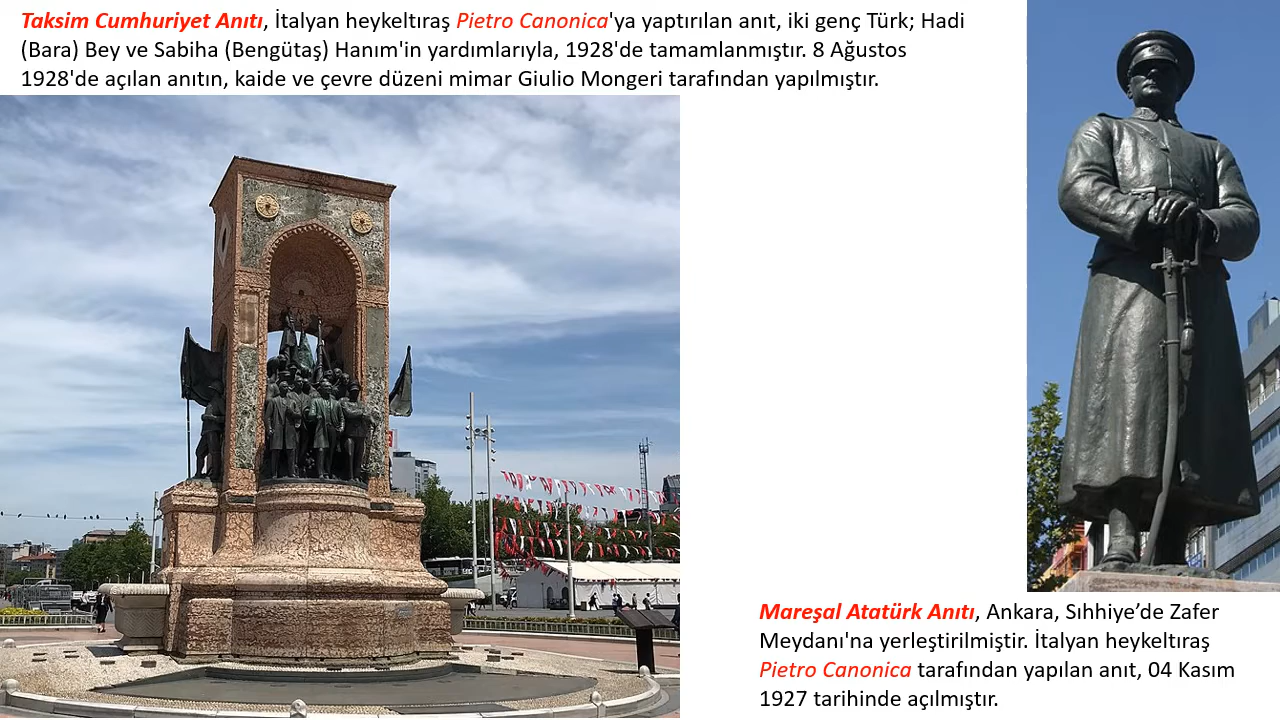 Taksim Cumhuriyet Anıtı, İtalyan heykeltıraş Pietro Canonica'ya yaptırılan anıt, iki genç Türk; Hadi
(Bara) Bey ve Sabiha (Bengütaş) Hanım'in yardımlarıyla, 1928'de tamamlanmıştır. 8 Ağustos
1928'de açılan anıtın, kaide ve çevre düzeni mimar Giulio Mongeri tarafından yapılmıştır.
Mareşal Atatürk Anıtı, Ankara, Sıhhiye’de Zafer
Meydanı'na yerleştirilmiştir. İtalyan heykeltıraş
Pietro Canonica tarafından yapılan anıt, 04 Kasım
1927 tarihinde açılmıştır.